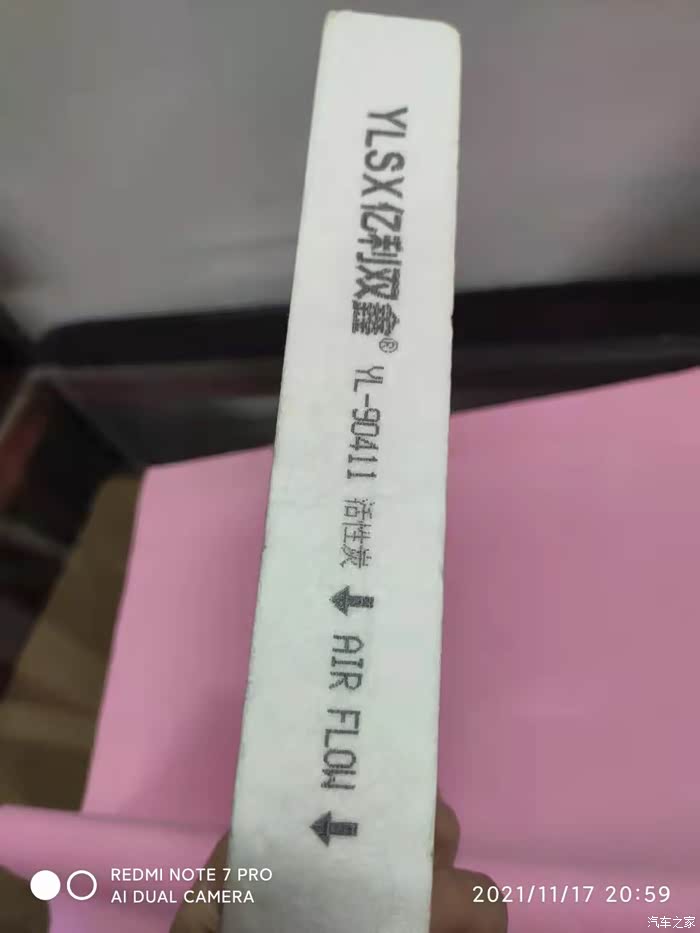 YLSX亿利双鑫® YL-90411 活性炭 ⬇ AIR FLOW ⬇
REDMI NOTE 7 PRO
AI DUAL CAMERA
2021/11/17 20:59
汽车之家